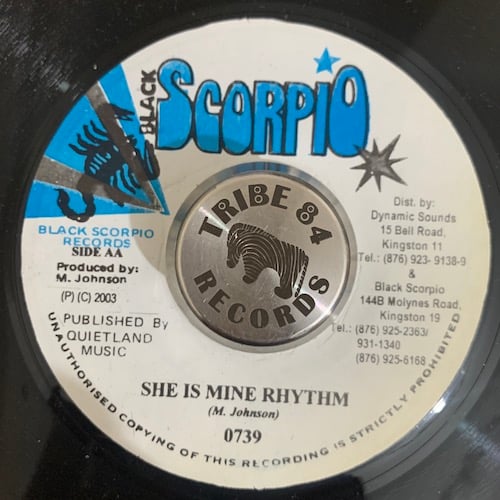 BLACK
SCORPIO
BLACK SCORPIO
RECORDS
SIDE AA
Produced by:
M. Johnson
(P) (C) 2003
PUBLISHED By
QUIETLAND
MUSIC
TRIBE 84
RECORDS
Dist. by:
Dynamic Sounds
15 Bell Road,
Kingston 11
Tel.: (876) 923- 9138-9
&
Black Scorpio
144B Molynes Road,
Kingston 19
Tel.: (876) 925-2363/
931-1340
(876) 925-6168
SHE IS MINE RHYTHM
(M. Johnson)
0739
UNAUTHORISED COPYING OF THIS RECORDING IS STRICTLY PROHIBITED